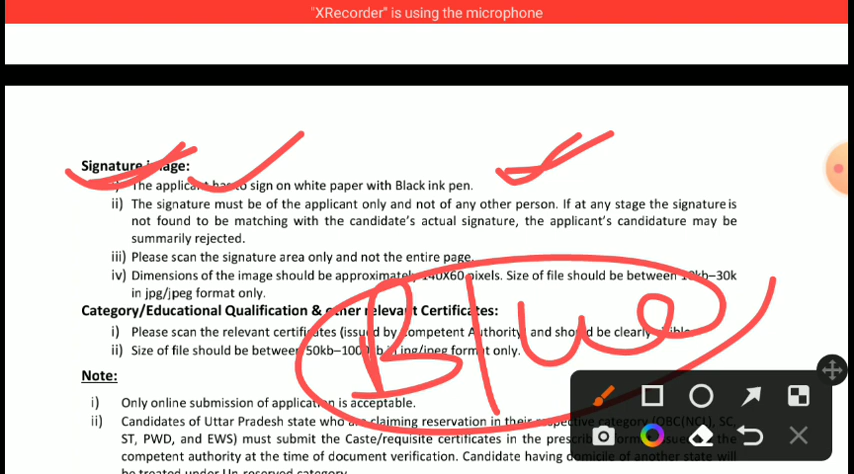 "XRecorder" is using the microphone
Signature image:
i) The applicant has to sign on white paper with Black ink pen.
ii) The signature must be of the applicant only and not of any other person. If at any stage the signature is
not found to be matching with the candidate's actual signature, the applicant's candidature may be
summarily rejected.
iii) Please scan the signature area only and not the entire page.
iv) Dimensions of the image should be approximately 140X60 pixels. Size of file should be between kb–30k
in jpg/jpeg format only.
Category/Educational Qualification & other relevant Certificates:
i) Please scan the relevant certificates (issued by Competent Authority) and should be clearly visible.
ii) Size of file should be between 50kb–100 in jpg/jpeg format only.
Blue
Note:
i) Only online submission of application is acceptable.
ii) Candidates of Uttar Pradesh state who are claiming reservation in their respective category (OBC(NCL), SC,
ST, PWD, and EWS) must submit the Caste/requisite certificates in the the
competent authority at the time of document verification. Candidate having domicile of another state will
be treated under Un-reserved category.